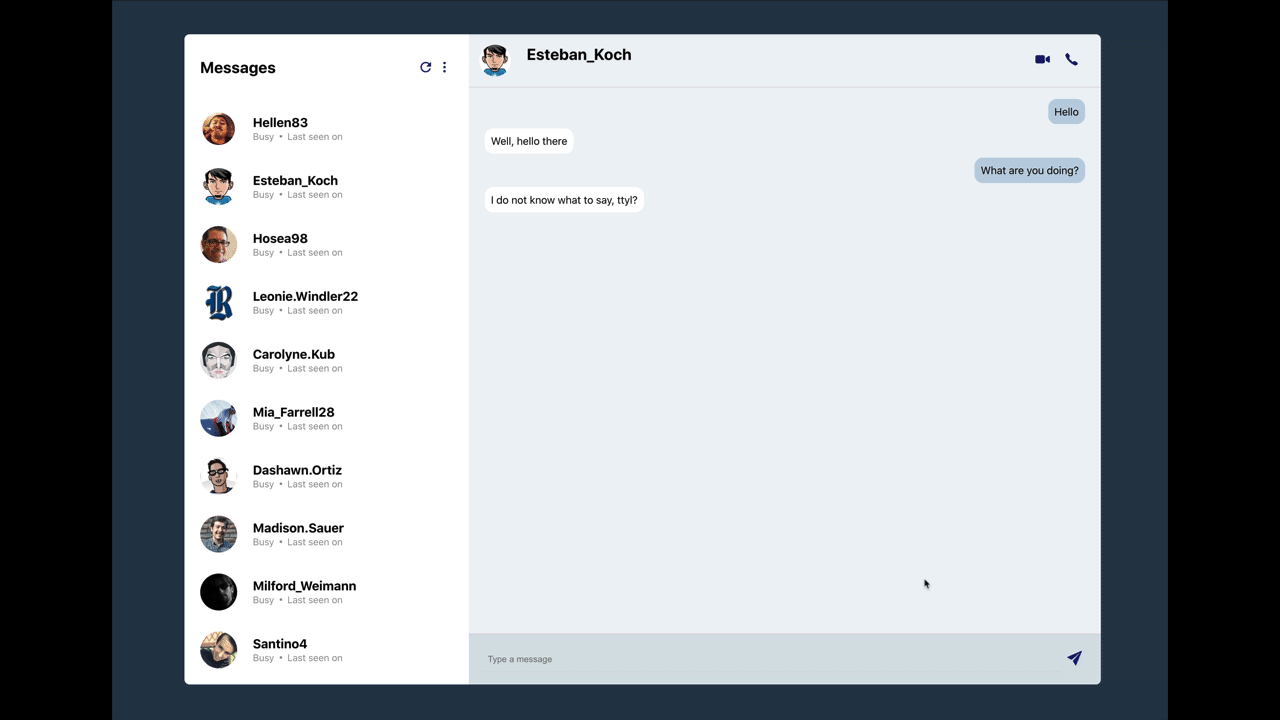 Messages
Hellen83
Busy • Last seen on
Esteban_Koch
Busy • Last seen on
Hosea98
Busy • Last seen on
Leonie.Windler22
Busy • Last seen on
Carolyne.Kub
Busy • Last seen on
Mia_Farrell28
Busy • Last seen on
Dashawn.Ortiz
Busy • Last seen on
Madison.Sauer
Busy • Last seen on
Milford_Weimann
Busy • Last seen on
Santino4
Busy • Last seen on
Esteban_Koch
Hello
Well, hello there
What are you doing?
I do not know what to say, ttyl?
Type a message